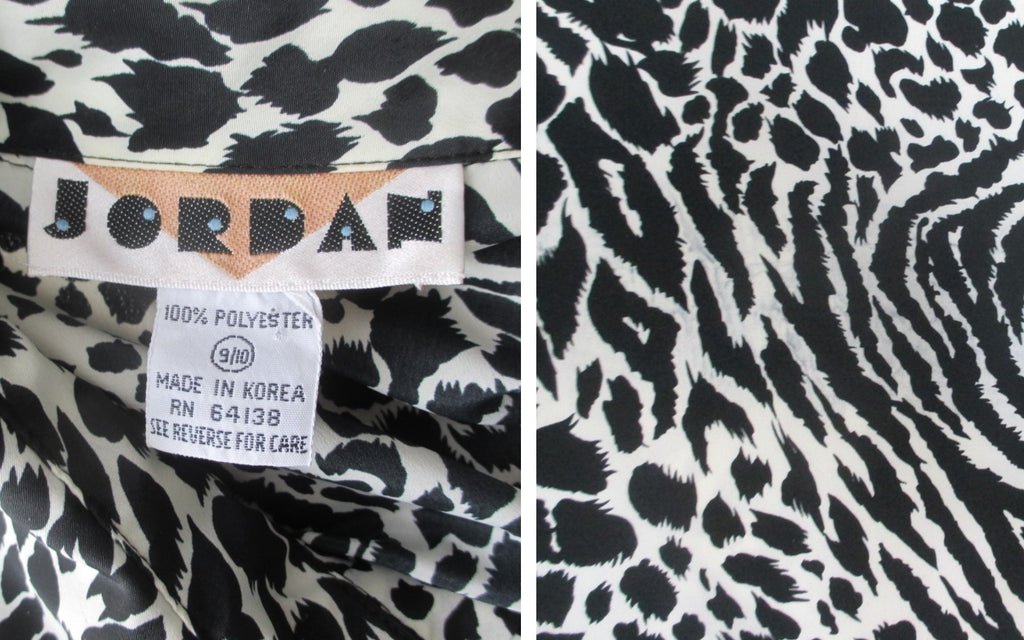 JORDAN
100% POLYESTER
9/10
MADE IN KOREA
RN 64138
SEE REVERSE FOR CARE